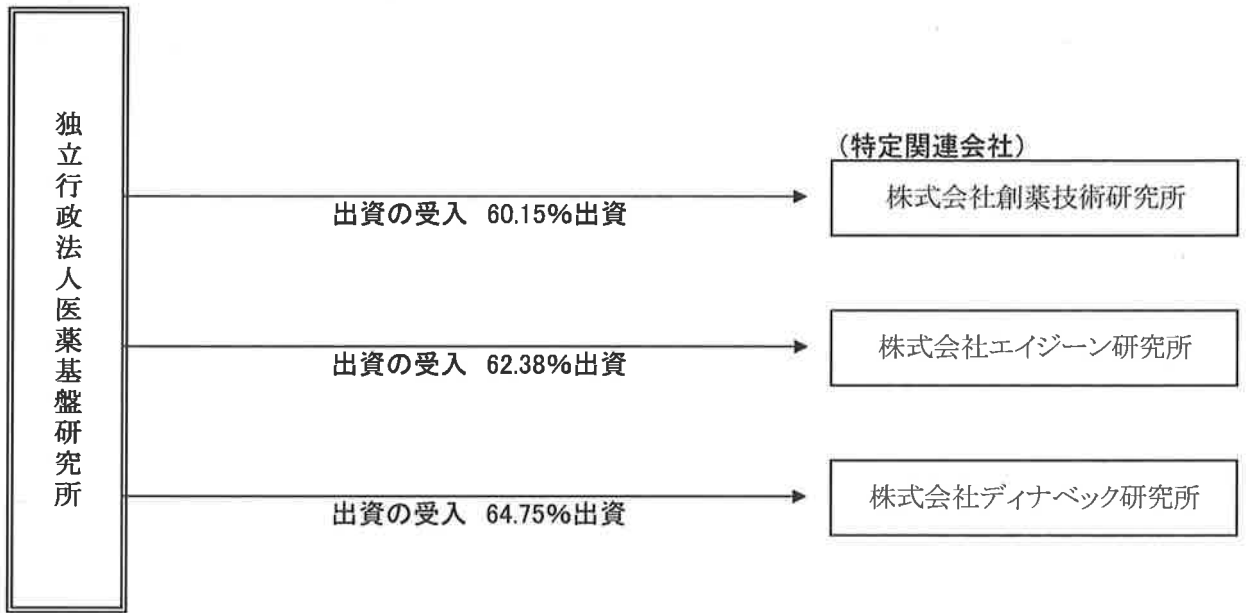 独立行政法人医薬基盤研究所
(特定関連会社)
株式会社創薬技術研究所
出資の受入 60.15%出資
株式会社エイジーン研究所
出資の受入 62.38%出資
株式会社ディナベック研究所
出資の受入 64.75%出資